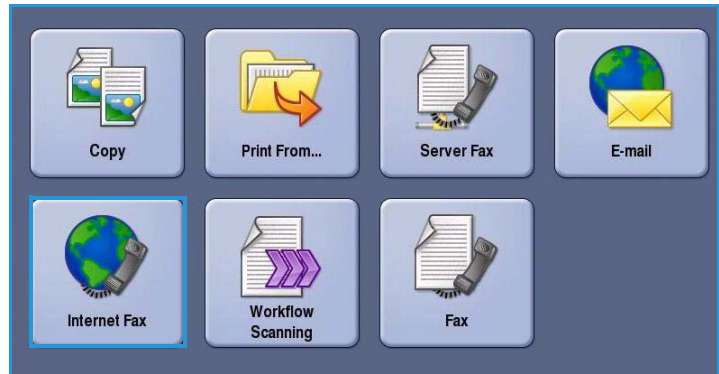 Copy
Print From...
Server Fax
E-mail
Internet Fax
Workflow
Scanning
Fax